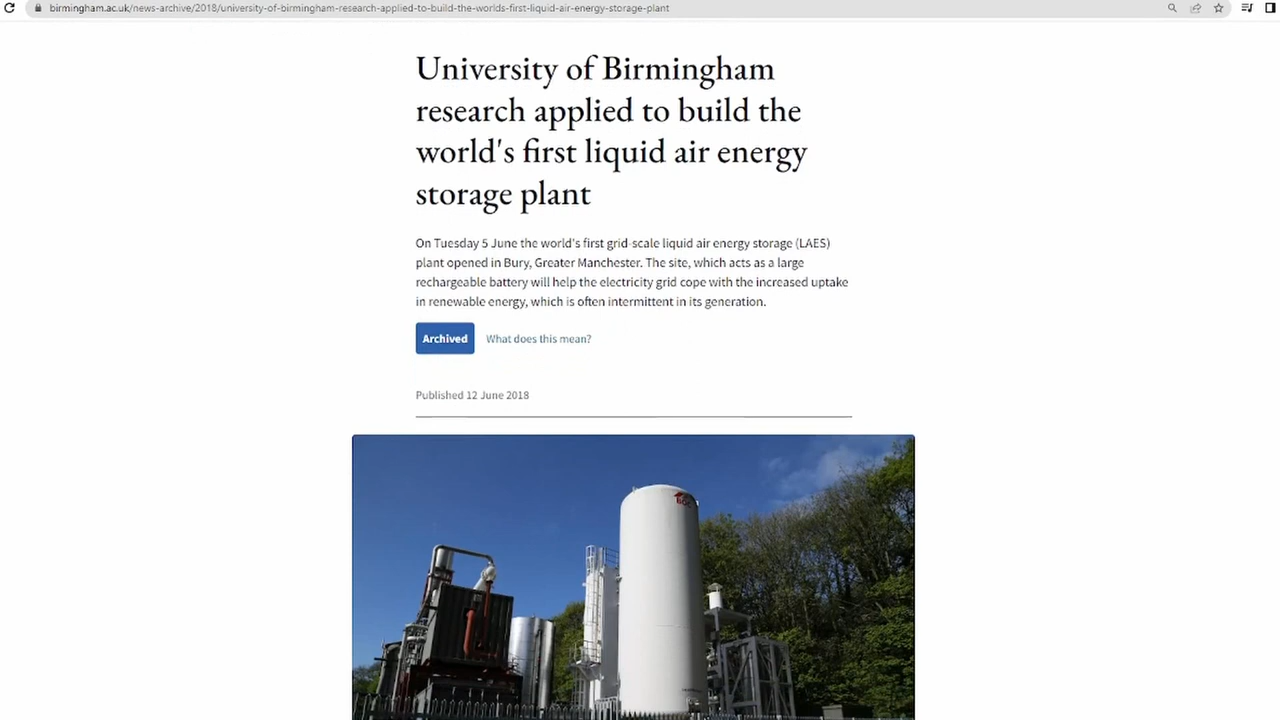 birmingham.ac.uk/news-archive/2018/university-of-birmingham-research-applied-to-build-the-worlds-first-liquid-air-energy-storage-plant
University of Birmingham
research applied to build the
world's first liquid air energy
storage plant
On Tuesday 5 June the world's first grid-scale liquid air energy storage (LAES)
plant opened in Bury, Greater Manchester. The site, which acts as a large
rechargeable battery will help the electricity grid cope with the increased uptake
in renewable energy, which is often intermittent in its generation.
Archived What does this mean?
Published 12 June 2018